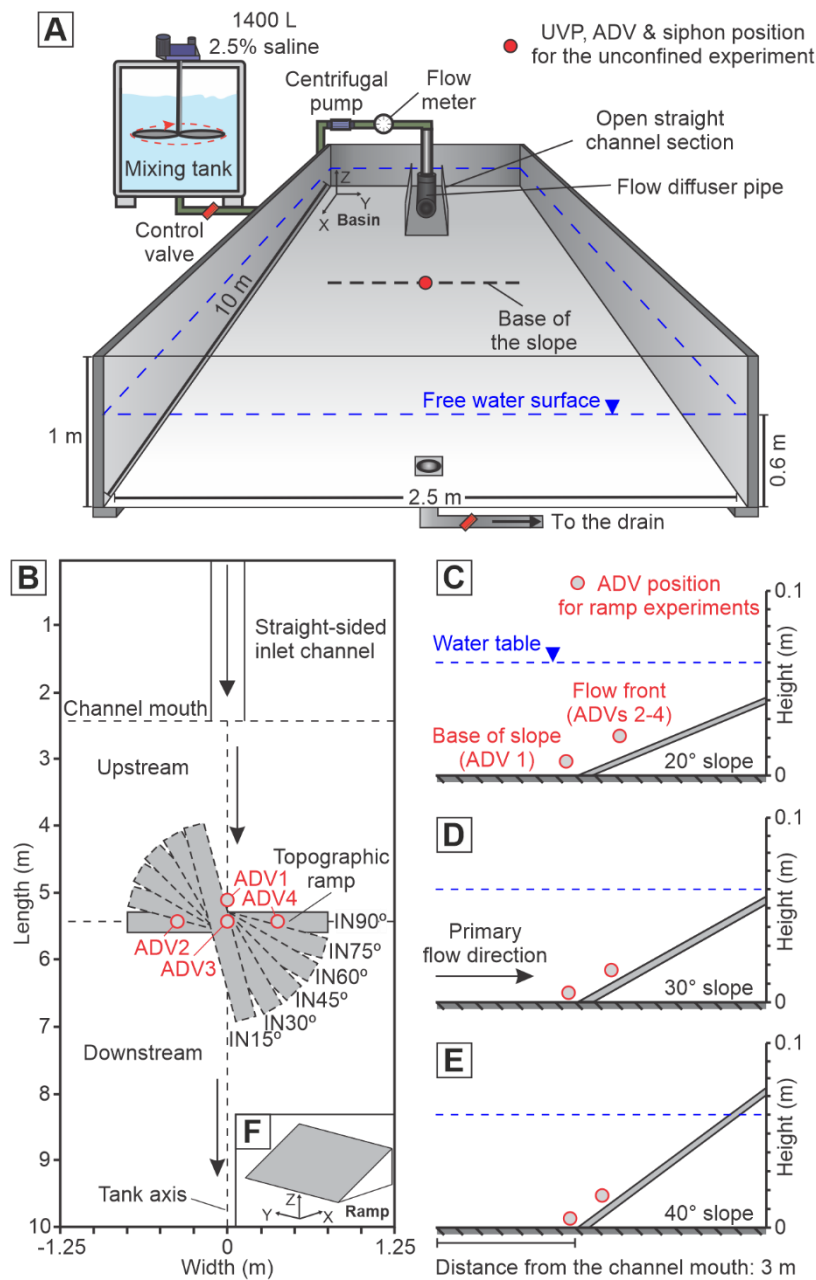 A
1400 L
2.5% saline
UVP, ADV & siphon position
for the unconfined experiment
Centrifugal
pump
Flow
meter
Open straight
channel section
Mixing tank
Flow diffuser pipe
Z
Y
X
Basin
Control
valve
10 m
Base of
the slope
Free water surface
1 m
0.6 m
2.5 m
To the drain
B
Straight-sided
inlet channel
Channel mouth
Upstream
Topographic
ramp
ADV1
ADV4
ADV2
ADV3
IN90º
IN75º
IN60º
IN45º
IN30º
IN15º
Downstream
Tank axis
Length (m)
1
2
3
4
5
6
7
8
9
10
-1.25
0
1.25
Width (m)
F
Z
Y
X
Ramp
C
ADV position
for ramp experiments
Water table
Flow front
(ADVs 2-4)
Base of slope
(ADV 1)
20° slope
0.1
Height (m)
0
D
Primary
flow direction
30° slope
0.1
Height (m)
0
E
40° slope
0.1
Height (m)
0
Distance from the channel mouth: 3 m